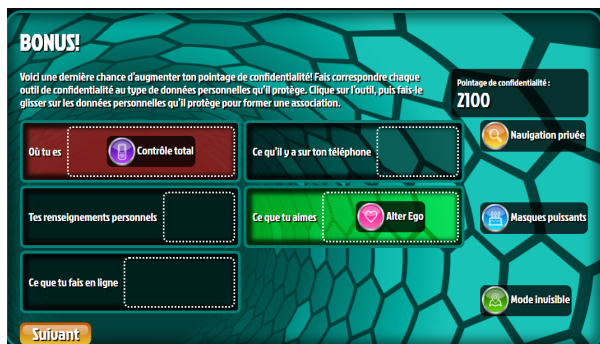 BONUS!
Voici une dernière chance d'augmenter ton pointage de confidentialité! Fais correspondre chaque
outil de confidentialité au type de données personnelles qu'il protège. Clique sur l'outil, puis fais-le
glisser sur les données personnelles qu'il protège pour former une association.
Pointage de confidentialité :
2100
Où tu es
Contrôle total
Ce qu'il y a sur ton téléphone
Navigation privée
Tes renseignements personnels
Ce que tu aimes
Alter Ego
Masques puissants
Ce que tu fais en ligne
Mode invisible
Suivant